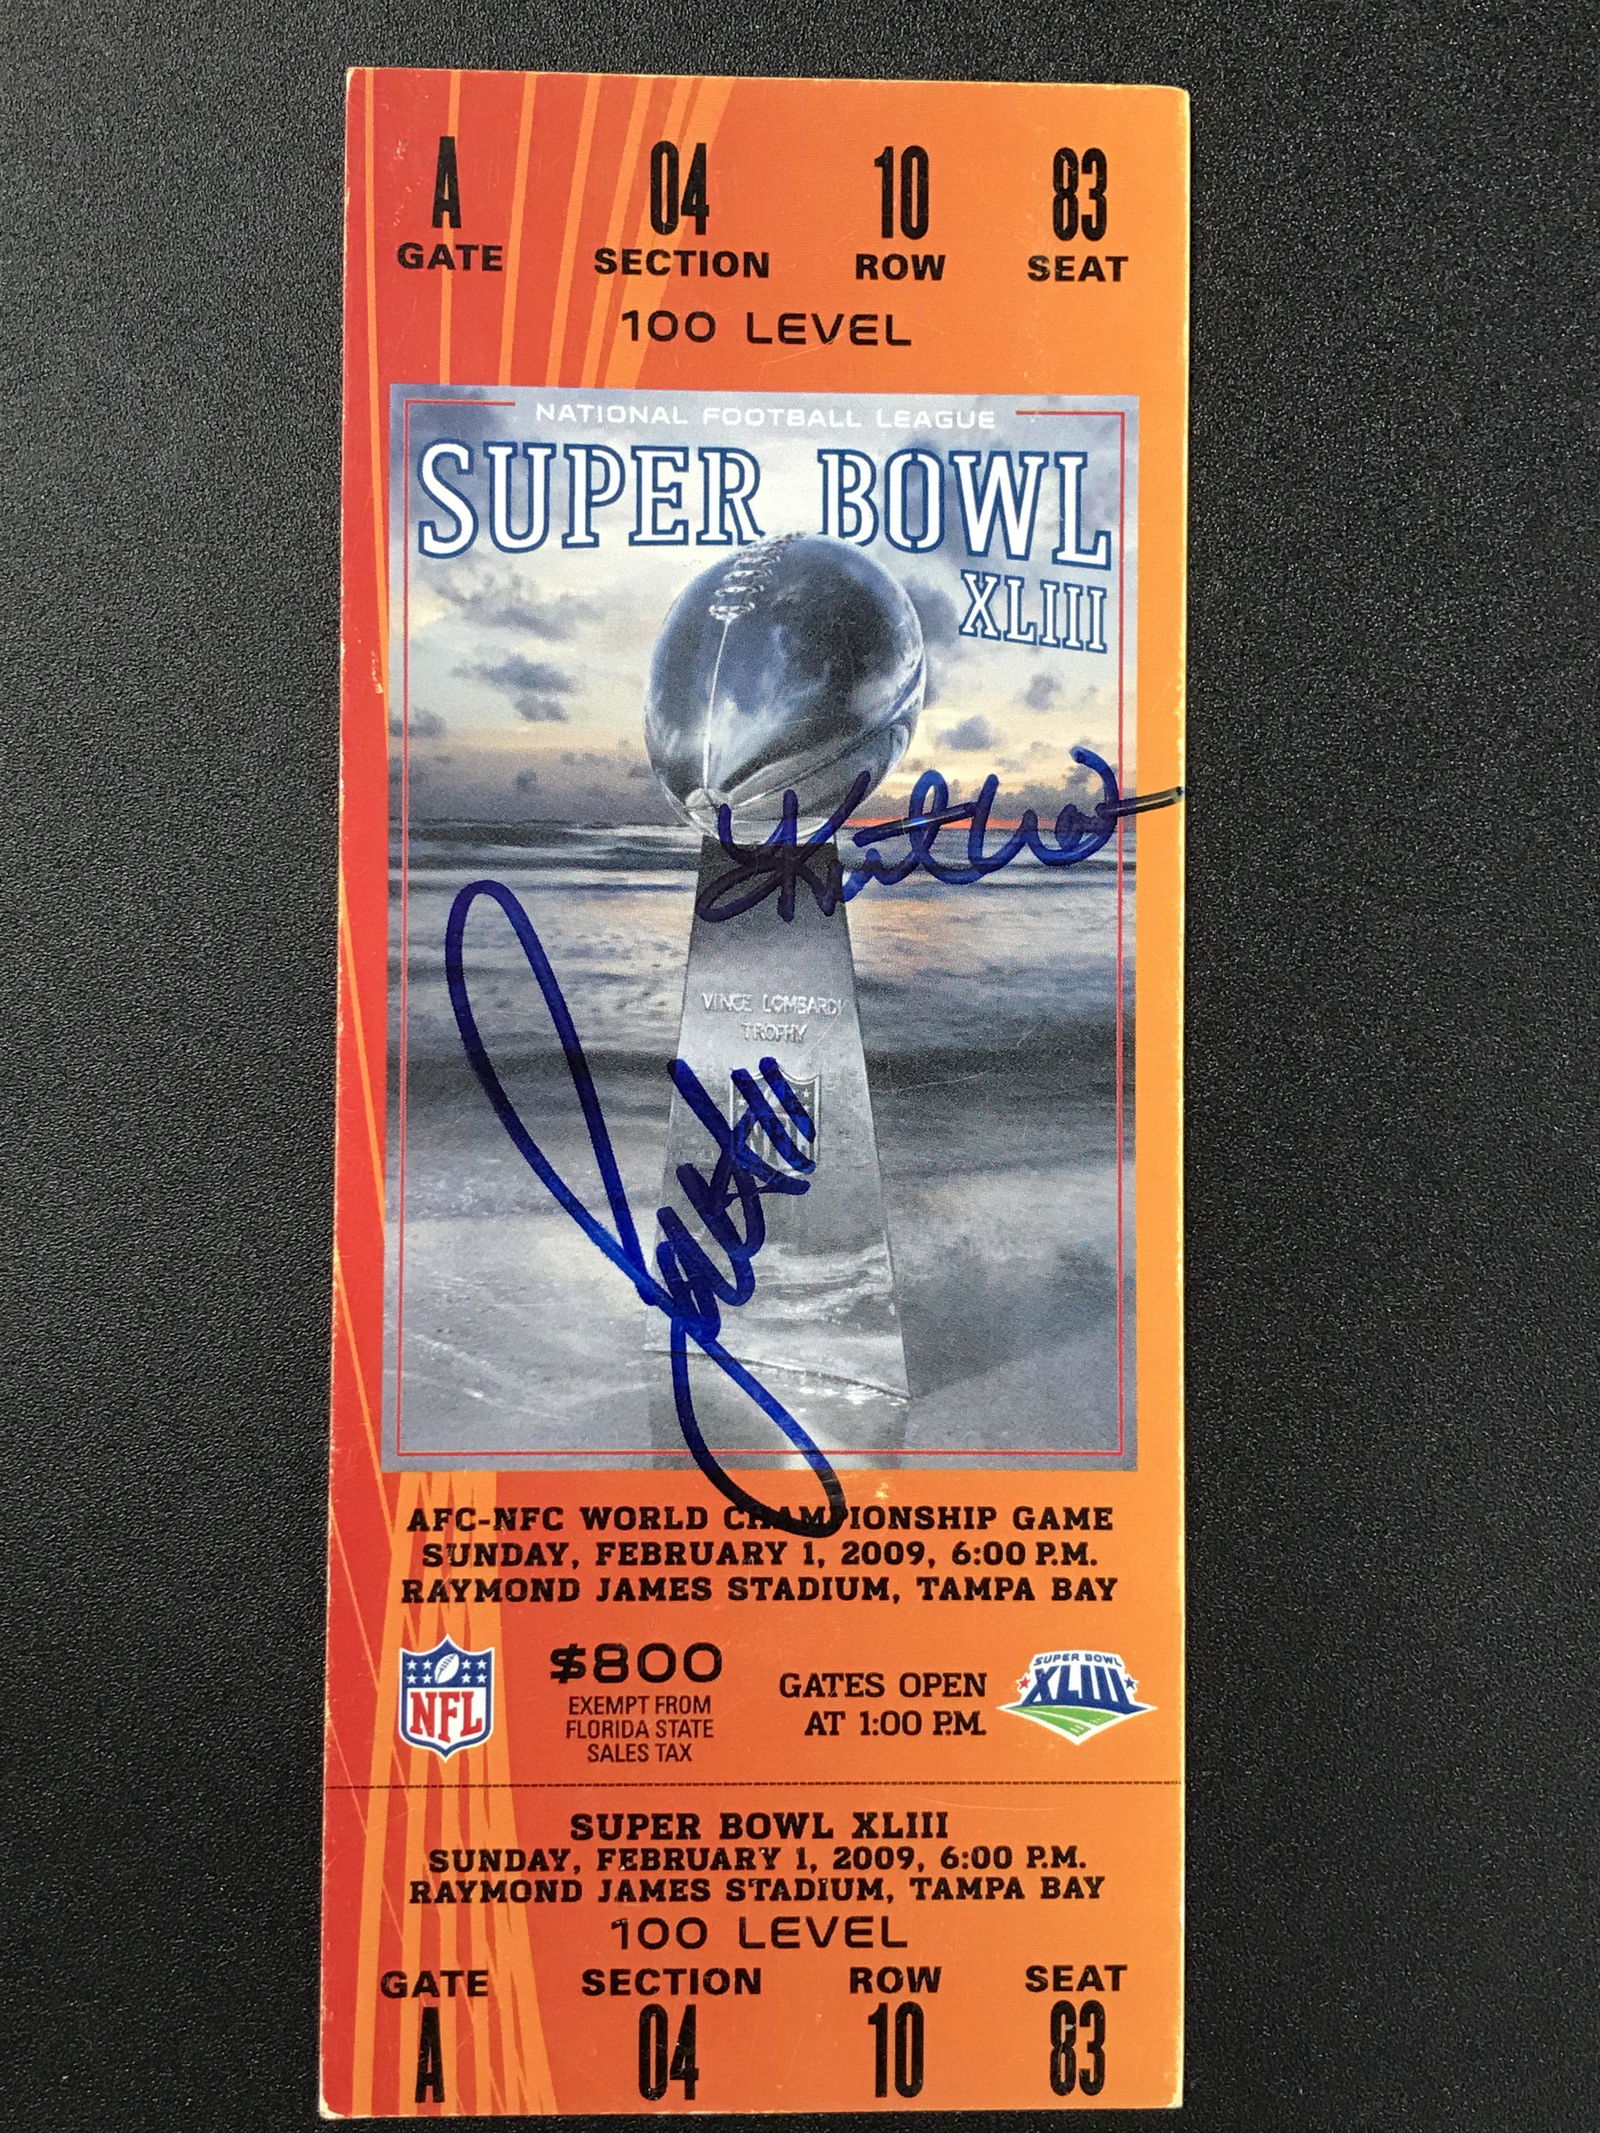 A 04 10 83
GATE SECTION ROW SEAT
100 LEVEL
NATIONAL FOOTBALL LEAGUE
SUPER BOWL
XLIII
Kurt Warner
VINCE LOMBARDI
TROPHY
NFL
AFC-NFC WORLD CHAMPIONSHIP GAME
SUNDAY, FEBRUARY 1, 2009, 6:00 P.M.
RAYMOND JAMES STADIUM, TAMPA BAY
NFL
$800
EXEMPT FROM
FLORIDA STATE
SALES TAX
GATES OPEN
AT 1:00 P.M.
SUPER BOWL
XLIII
SUPER BOWL XLIII
SUNDAY, FEBRUARY 1, 2009, 6:00 P.M.
RAYMOND JAMES STADIUM, TAMPA BAY
100 LEVEL
GATE SECTION ROW SEAT
A 04 10 83